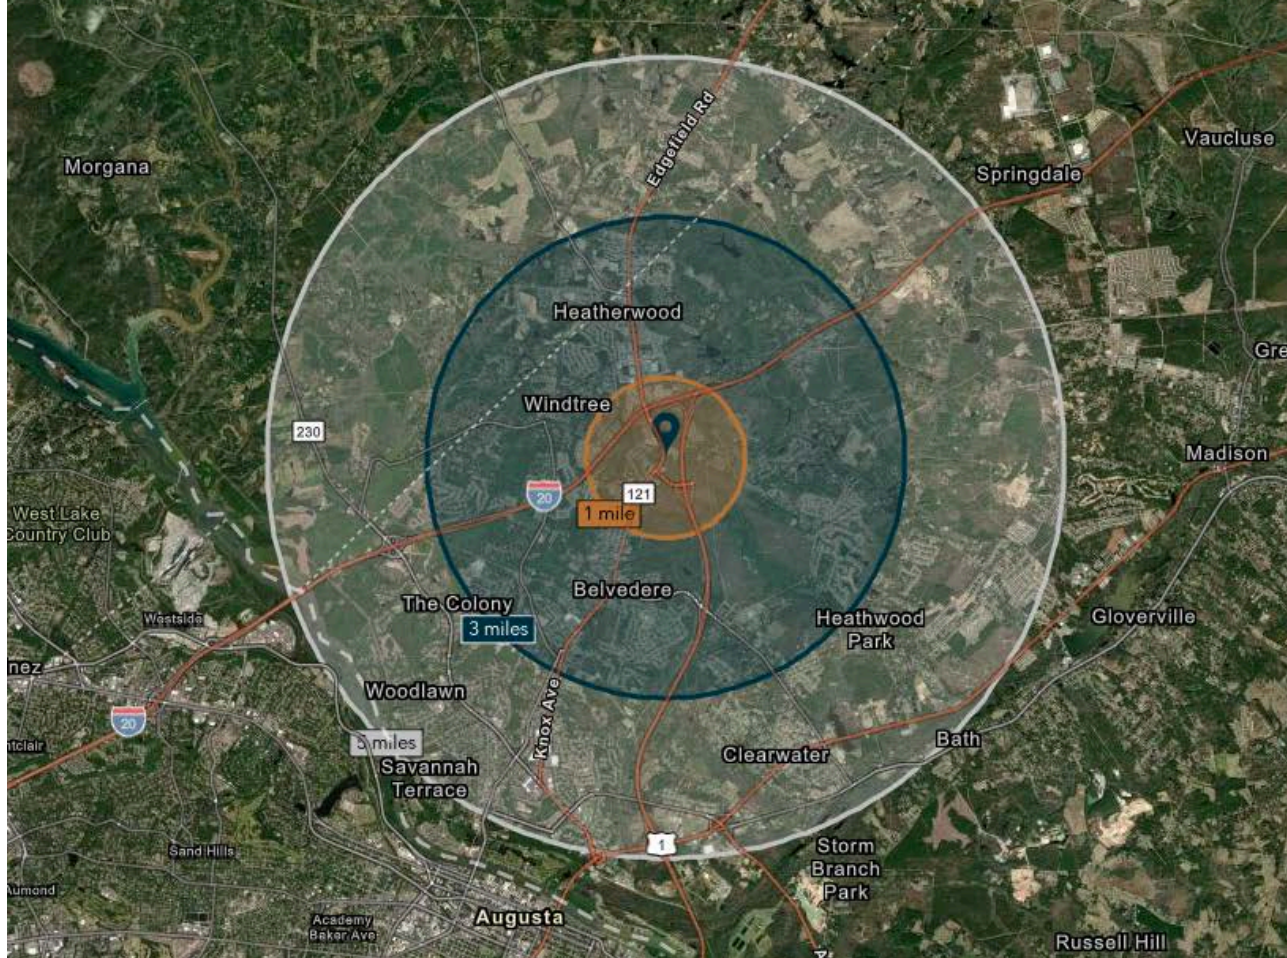 Edgefield Rd
Vaucluse
Morgana
Springdale
Heatherwood
Gre
Windtree
230
Madison
20
121
1 mile
West Lake
Country Club
Belvedere
The Colony
Heathwood
Park
Gloverville
Westside
3 miles
nez
Woodlawn
20
Knox Ave
5 miles
ntclair
Bath
Clearwater
Savannah
Terrace
1
Sand Hills
Storm
Branch
Park
Aumond
Augusta
Academy
Baker Ave
Russell Hill
A